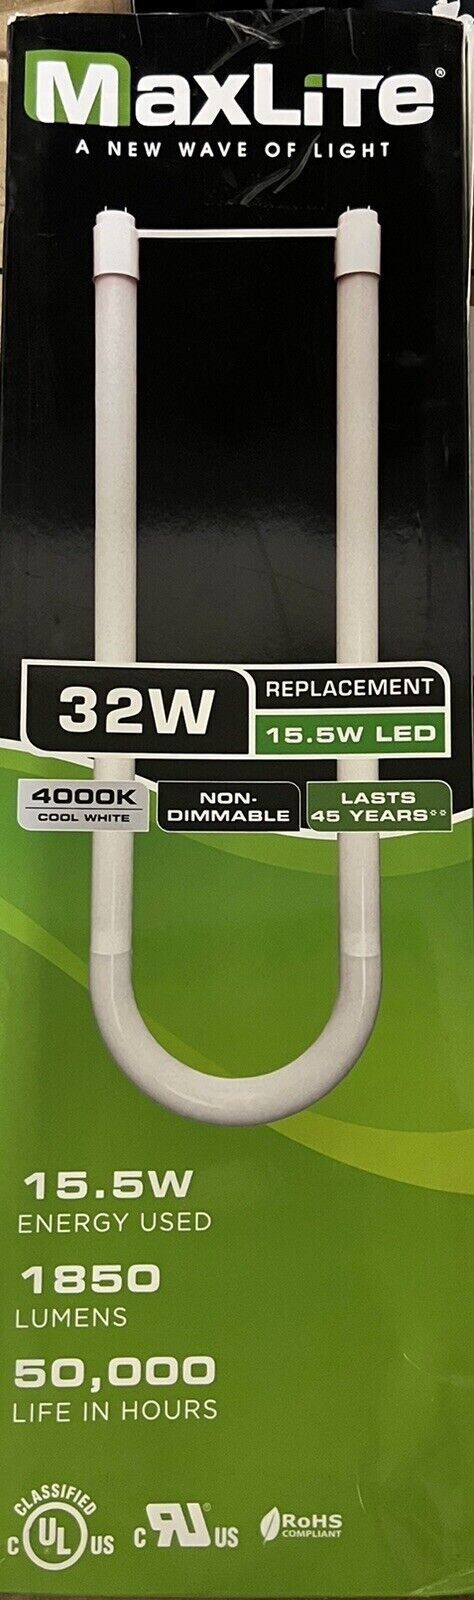 MAXLITE®
A NEW WAVE OF LIGHT
32W
REPLACEMENT
15.5W LED
4000K
COOL WHITE
NON-
DIMMABLE
LASTS
45 YEARS**
15.5W
ENERGY USED
1850
LUMENS
50,000
LIFE IN HOURS
CLASSIFIED
C UL US
C RU® US
RoHS
COMPLIANT